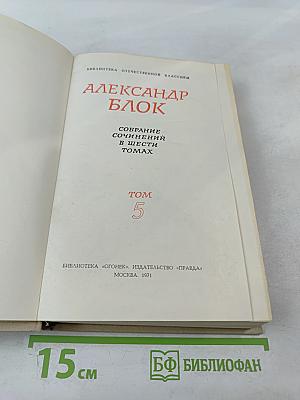 БИБЛИОТЕКА ОТЕЧЕСТВЕННОЙ КЛАССИКИ
АЛЕКСАНДР
БЛОК
СОБРАНИЕ
СОЧИНЕНИЙ
В ШЕСТИ
ТОМАХ
ТОМ
5
БИБЛИОТЕКА «ОГОНЕК». ИЗДАТЕЛЬСТВО «ПРАВДА»
МОСКВА. 1971
15 см
БФ БИБЛИОФАН